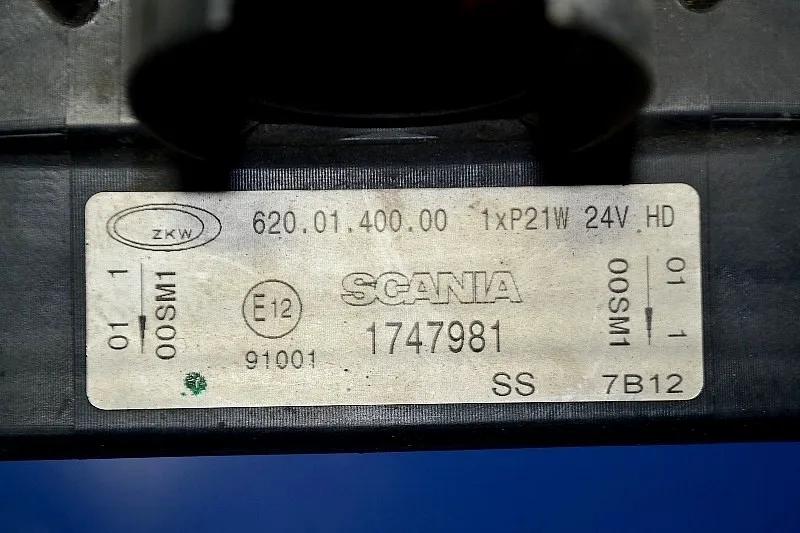 ZKW 620.01.400.00 1xP21W 24V HD
01 1
00SM1
E12
91001
SCANIA
1747981
00SM1
01 1
SS 7B12